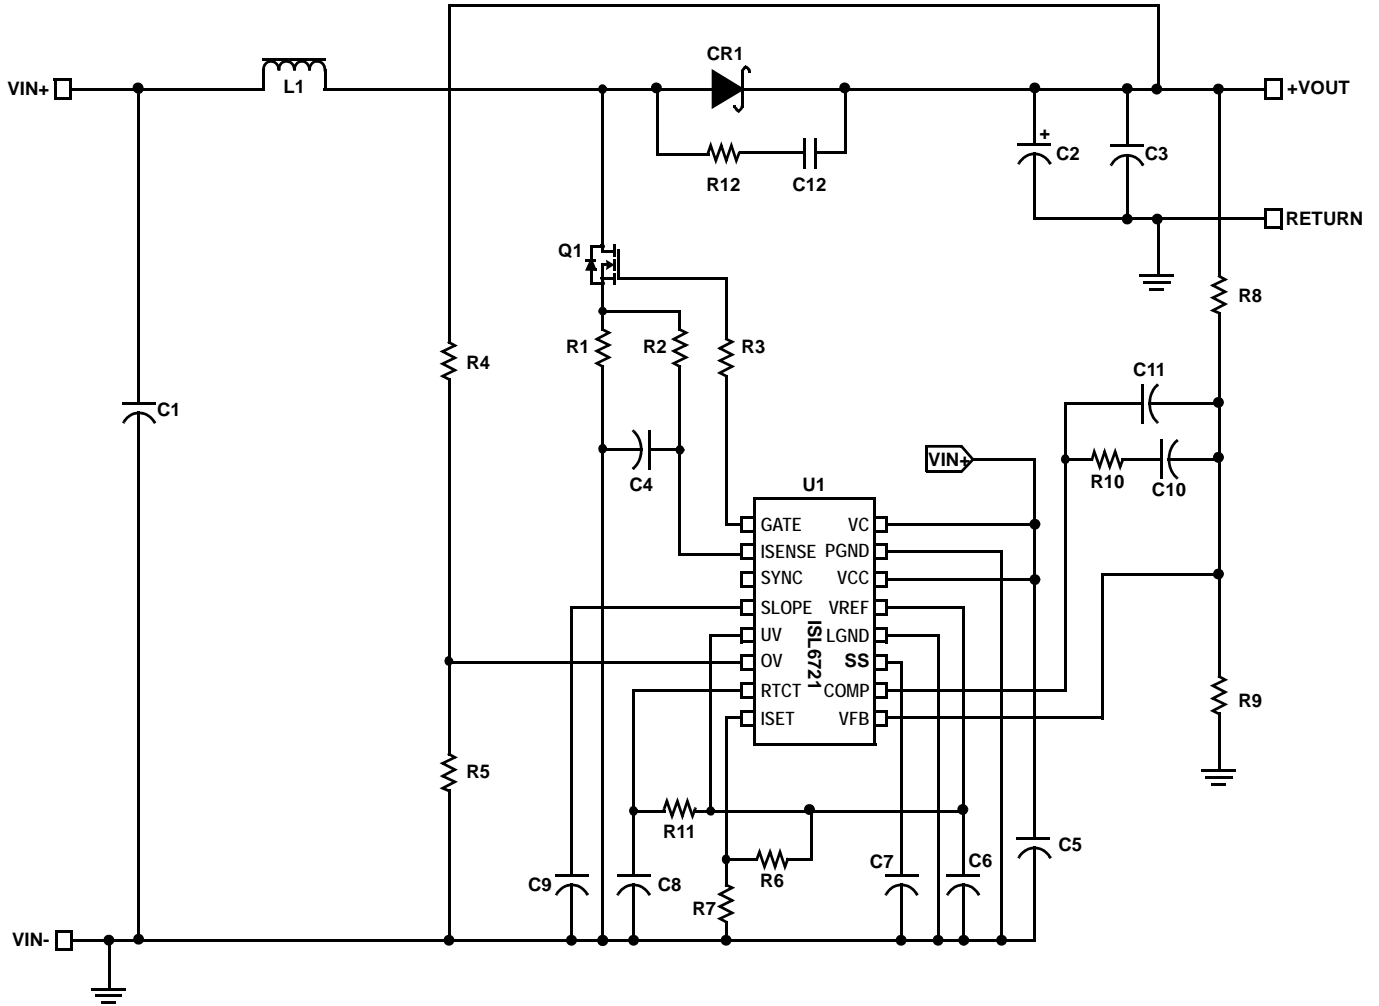 CR1
VIN+
L1
+VOUT
+
C2
C3
R12
C12
RETURN
Q1
R8
R1
R2
R3
R4
C11
C1
VIN+
R10
C10
C4
U1
GATE
VC
ISENSE
PGND
SYNC
VCC
SLOPE
VREF
UV
LGND
ISL6721
OV
SS
RTCT
COMP
ISET
VFB
R9
R5
R11
C5
C7
C6
R6
C9
C8
R7
VIN-